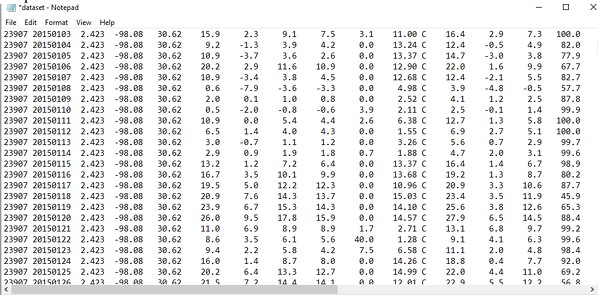 *dataset - Notepad
File Edit Format View Help
23907 20150103 2.423 -98.08 30.62 15.9 2.3 9.1 7.5 3.1 11.00 C 16.4 2.9 7.3 100.0
23907 20150104 2.423 -98.08 30.62 9.2 -1.3 3.9 4.2 0.0 13.24 C 12.4 -0.5 4.9 82.0
23907 20150105 2.423 -98.08 30.62 10.9 -3.7 3.6 2.6 0.0 13.37 C 14.7 -3.0 3.8 77.9
23907 20150106 2.423 -98.08 30.62 20.2 2.9 11.6 10.9 0.0 12.90 C 22.0 1.6 9.9 67.7
23907 20150107 2.423 -98.08 30.62 10.9 -3.4 3.8 4.5 0.0 12.68 C 12.4 -2.1 5.5 82.7
23907 20150108 2.423 -98.08 30.62 0.6 -7.9 -3.6 -3.3 0.0 4.98 C 3.9 -4.8 -0.5 57.7
23907 20150109 2.423 -98.08 30.62 2.0 0.1 1.0 0.8 0.0 2.52 C 4.1 1.2 2.5 87.8
23907 20150110 2.423 -98.08 30.62 0.5 -2.0 -0.8 -0.6 3.9 2.11 C 2.5 -0.1 1.4 99.9
23907 20150111 2.423 -98.08 30.62 10.9 0.0 5.4 4.4 2.6 6.38 C 12.7 1.3 5.8 100.0
23907 20150112 2.423 -98.08 30.62 6.5 1.4 4.0 4.3 0.0 1.55 C 6.9 2.7 5.1 100.0
23907 20150113 2.423 -98.08 30.62 3.0 -0.7 1.1 1.2 0.0 3.26 C 5.6 0.7 2.9 99.7
23907 20150114 2.423 -98.08 30.62 2.9 0.9 1.9 1.8 0.7 1.88 C 4.7 2.0 3.1 99.6
23907 20150115 2.423 -98.08 30.62 13.2 1.2 7.2 6.4 0.0 13.37 C 16.4 1.4 6.7 98.9
23907 20150116 2.423 -98.08 30.62 16.7 3.5 10.1 9.9 0.0 13.68 C 19.2 1.3 8.7 80.2
23907 20150117 2.423 -98.08 30.62 19.5 5.0 12.2 12.3 0.0 10.96 C 20.9 3.3 10.6 87.7
23907 20150118 2.423 -98.08 30.62 20.9 7.6 14.3 13.7 0.0 15.03 C 23.4 3.5 11.9 45.9
23907 20150119 2.423 -98.08 30.62 23.9 6.7 15.3 14.3 0.0 14.10 C 25.6 3.8 12.6 65.3
23907 20150120 2.423 -98.08 30.62 26.0 9.5 17.8 15.9 0.0 14.57 C 27.9 6.5 14.5 88.4
23907 20150121 2.423 -98.08 30.62 11.0 6.9 8.9 8.9 1.7 2.71 C 13.1 6.8 9.7 99.2
23907 20150122 2.423 -98.08 30.62 8.6 3.5 6.1 5.6 40.0 1.28 C 9.1 4.1 6.3 99.6
23907 20150123 2.423 -98.08 30.62 9.4 2.2 5.8 4.2 7.5 6.58 C 11.1 2.0 4.8 98.4
23907 20150124 2.423 -98.08 30.62 16.0 1.4 8.7 8.0 0.0 14.26 C 18.8 0.4 7.7 92.0
23907 20150125 2.423 -98.08 30.62 20.2 6.4 13.3 12.7 0.0 14.99 C 22.0 4.4 11.0 69.2
23907 20150126 2.423 -98.08 30.62 21.5 7.2 14.4 14.1 0.0 12.01 C 22.9 5.5 12.2 56.8